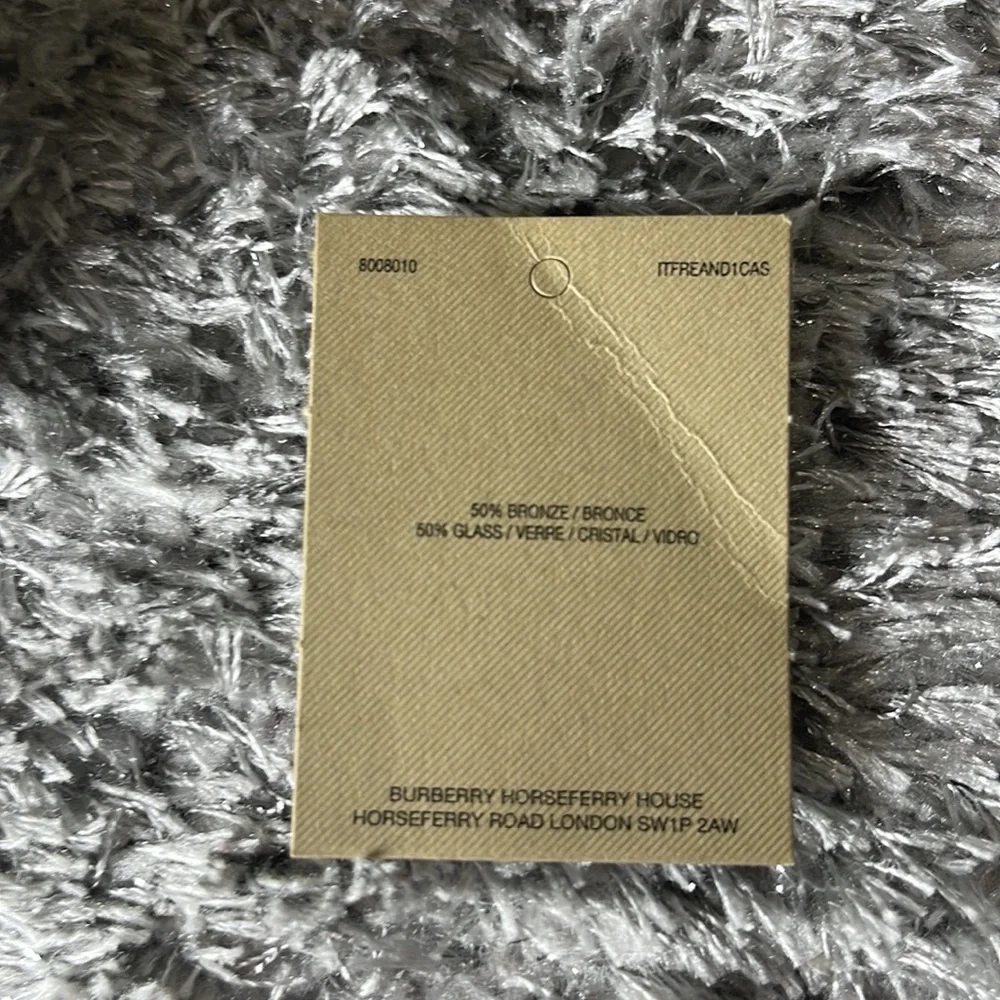 8008010 ITFREAND1CAS
50% BRONZE / BRONCE
50% GLASS / VERRE / CRISTAL / VIDRO
BURBERRY HORSEFERRY HOUSE
HORSEFERRY ROAD LONDON SW1P 2AW